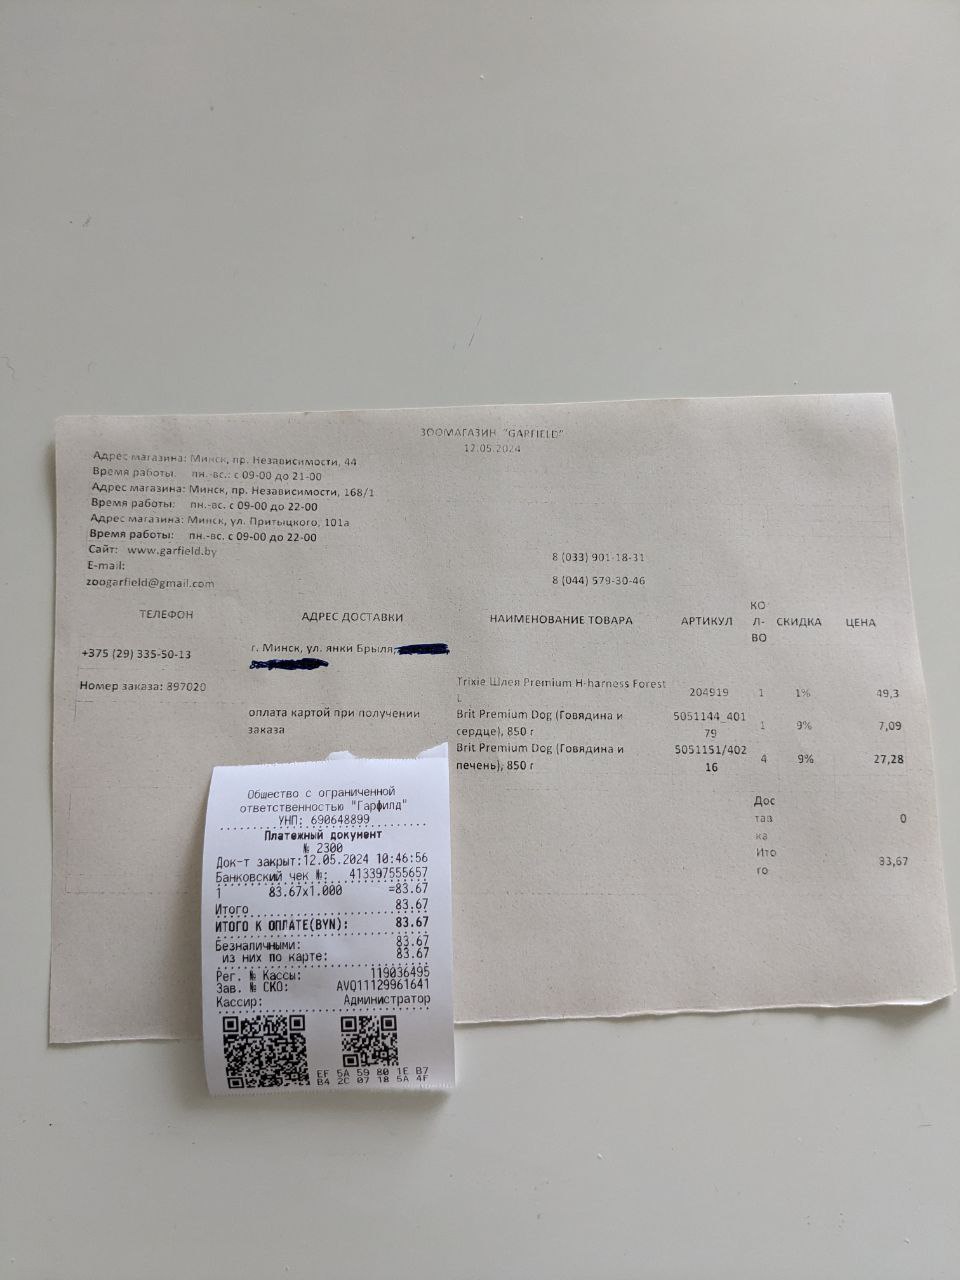 ЗООМАГАЗИН "GARFIELD"
12.05.2024
Адрес магазина: Минск, пр. Независимости, 44
Время работы: пн.-вс.: с 09-00 до 21-00
Адрес магазина: Минск, пр. Независимости, 168/1
Время работы: пн.-вс. с 09-00 до 22-00
Адрес магазина: Минск, ул. Притыцкого, 101а
Время работы: пн.-вс. с 09-00 до 22-00
Сайт: www.garfield.by
E-mail:
zoogarfield@gmail.com
8 (033) 901-18-31
8 (044) 579-30-46
ТЕЛЕФОН АДРЕС ДОСТАВКИ НАИМЕНОВАНИЕ ТОВАРА АРТИКУЛ КО Л- ВО СКИДКА ЦЕНА
+375 (29) 335-50-13 г. Минск, ул. янки Брыля,
Номер заказа: 897020
оплата картой при получении
заказа
Trixie Шлея Premium H-harness Forest
L 204919 1 1% 49,3
Brit Premium Dog (Говядина и 5051144_401
сердце), 850 г 79 1 9% 7,09
Brit Premium Dog (Говядина и 5051151/402
печень), 850 г 16 4 9% 27,28
Дос
тав 0
ка
Ито 83,67
го
Общество с ограниченной
ответственностью "Гарфилд"
УНП: 690648899
Платежный документ
№ 2300
Док-т закрыт:12.05.2024 10:46:56
Банковский чек №: 413397555657
1 83.67x1.000 =83.67
Итого 83.67
ИТОГО К ОПЛАТЕ(BYN): 83.67
Безналичными: 83.67
из них по карте: 83.67
Рег. № Кассы: 119036495
Зав. № СКО: AVQ11129961641
Кассир: Администратор
EF 5A 59 80 1E B7
B4 2C 07 18 5A 4F